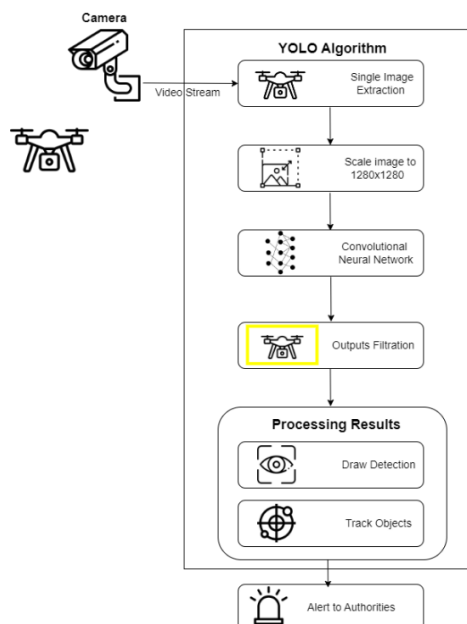 Camera
YOLO Algorithm
Video Stream
Single Image
Extraction
Scale image to
1280x1280
Convolutional
Neural Network
Outputs Filtration
Processing Results
Draw Detection
Track Objects
Alert to Authorities